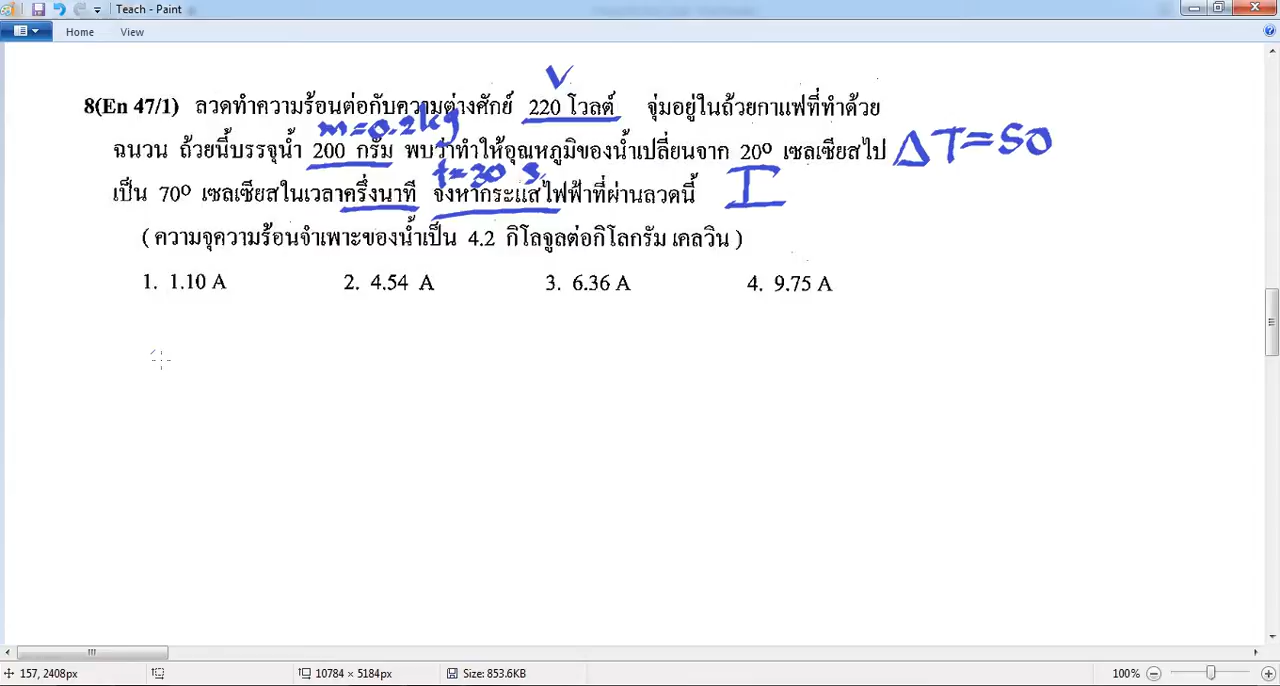 Teach - Paint
Home View
V
8(En 47/1) ลวดทำความร้อนต่อกับความต่างศักย์ 220 โวลต์ จุ่มอยู่ในถ้วยกาแฟที่ทำด้วย
m=0.2kg
ฉนวน ถ้วยนี้บรรจุน้ำ 200 กรัม พบว่าทำให้อุณหภูมิของน้ำเปลี่ยนจาก 20º เซลเซียสไป ΔT=50
t=30 s
เป็น 70º เซลเซียสในเวลาครึ่งนาที จงหากระแสไฟฟ้าที่ผ่านลวดนี้ I
( ความจุความร้อนจำเพาะของน้ำเป็น 4.2 กิโลจูลต่อกิโลกรัม เคลวิน )
1. 1.10 A 2. 4.54 A 3. 6.36 A 4. 9.75 A
157, 2408px 10784 × 5184px Size: 853.6KB 100%